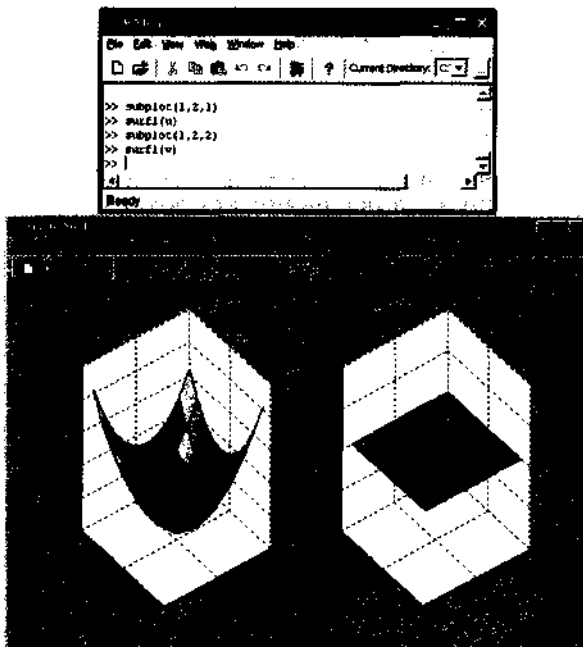 File Edit View Web Window Help
? Current Directory: C:
>> subplot(1,2,1)
>> surfl(u)
>> subplot(1,2,2)
>> surfl(v)
>>
Ready